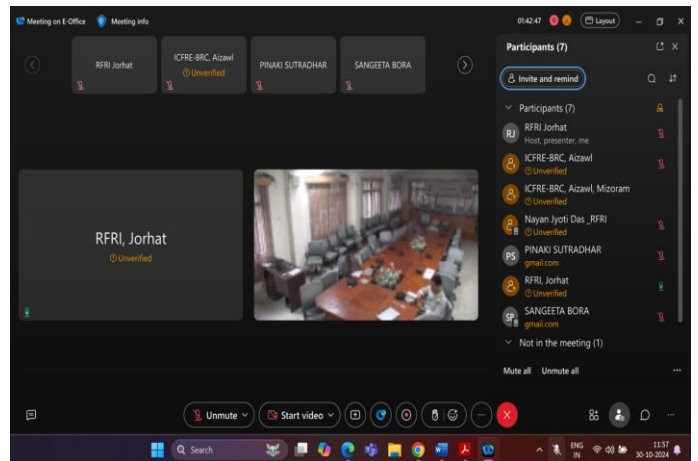 Meeting on E-Office
Meeting info
01:42:47
Layout
RFRI Jorhat
ICFRE-BRC, Aizawl
Unverified
PINAKI SUTRADHAR
SANGEETA BORA
RFRI, Jorhat
Unverified
Participants (7)
Invite and remind
Participants (7)
RJ
RFRI Jorhat
Host, presenter, me
ICFRE-BRC, Aizawl
Unverified
ICFRE-BRC, Aizawl, Mizoram
Unverified
Nayan Jyoti Das _RFRI
Unverified
PS
PINAKI SUTRADHAR
gmail.com
RFRI, Jorhat
Unverified
SANGEETA BORA
gmail.com
Not in the meeting (1)
Mute all Unmute all
Unmute
Start video
Search
ENG
IN
11:57
30-10-2024